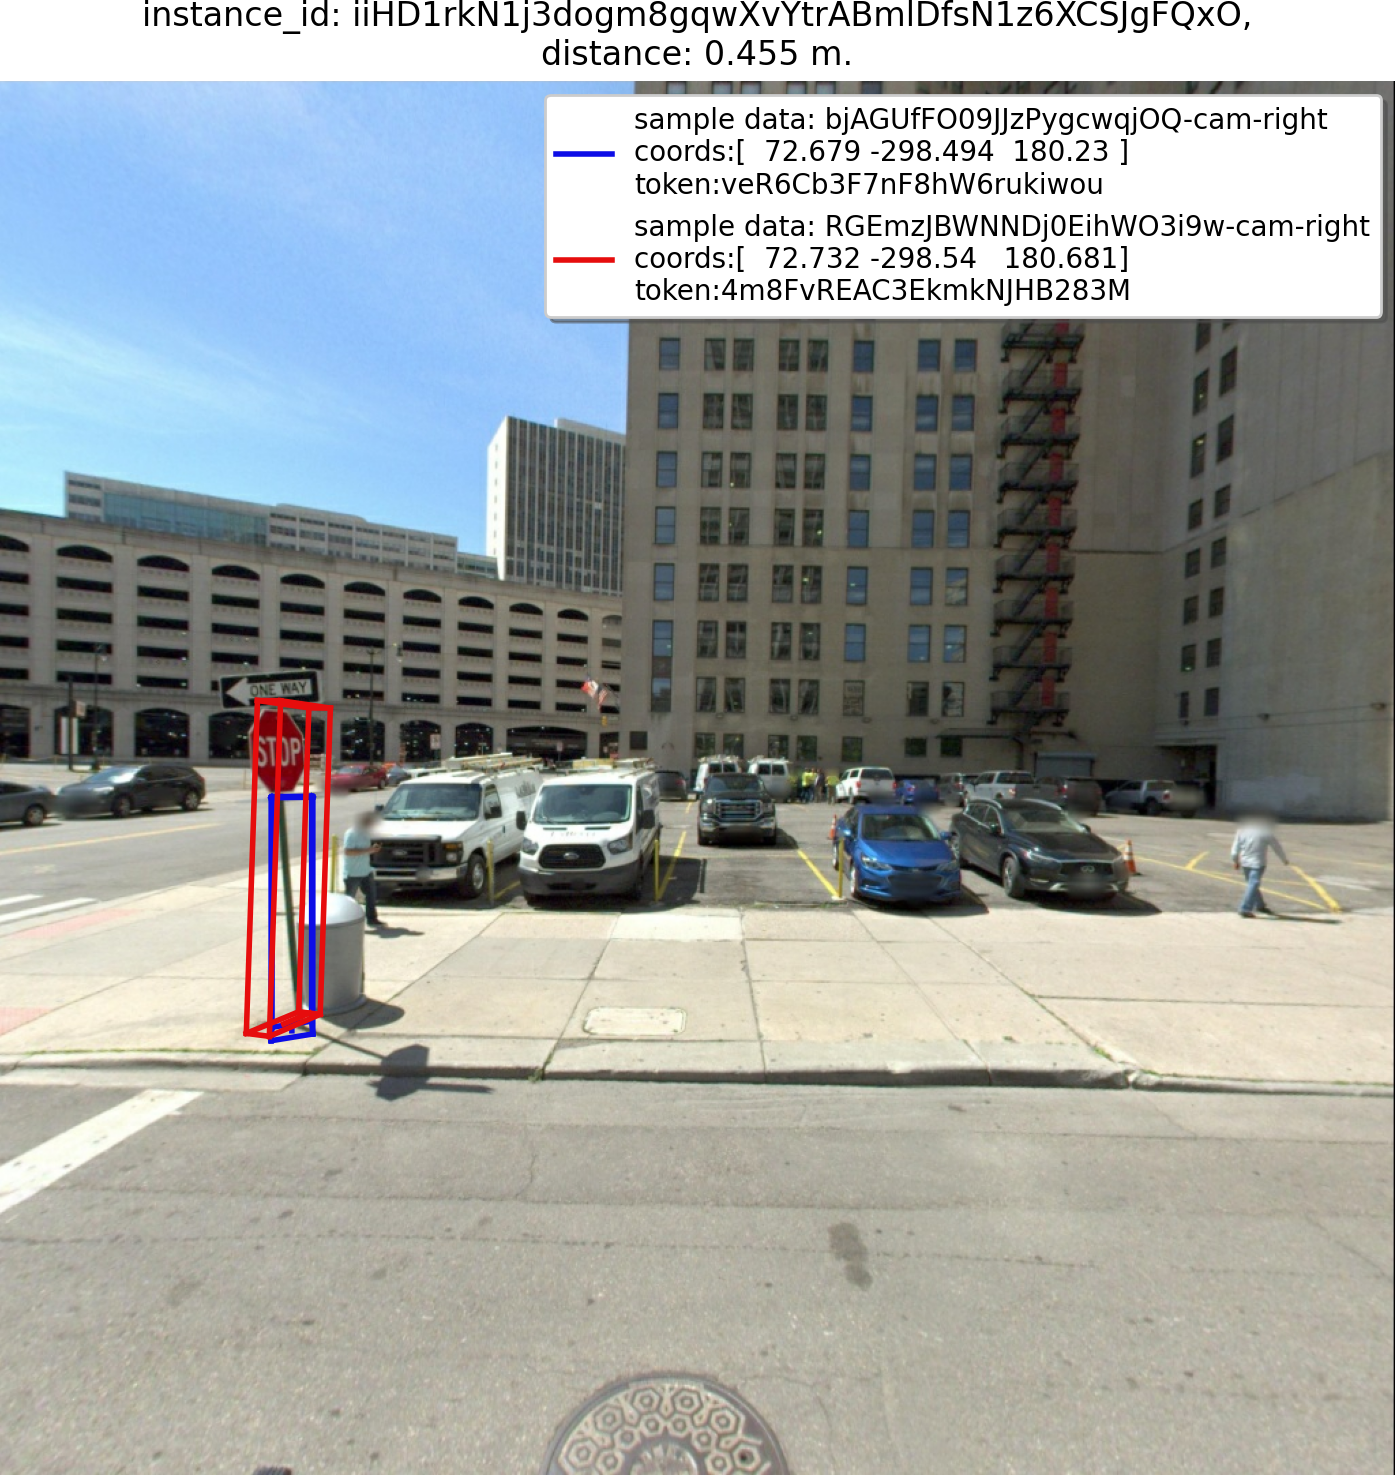 instance_id: iiHD1rkN1j3dogm8gqwXvYtrABmlDfsN1z6XCSJgFQxO,
distance: 0.455 m.
sample data: bjAGUfFO09JJzPygcwqjOQ-cam-right
coords:[  72.679 -298.494  180.23 ]
token:veR6Cb3F7nF8hW6rukiwou
sample data: RGEmzJBWNNDj0EihWO3i9w-cam-right
coords:[  72.732 -298.54   180.681]
token:4m8FvREAC3EkmkNJHB283M
ONE WAY
STOP